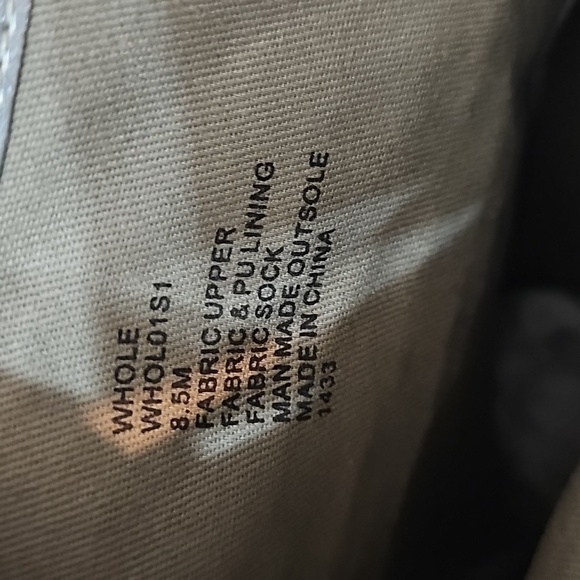 WHOLE
WHOL01S1
8.5M
FABRIC UPPER
FABRIC & PU LINING
FABRIC SOCK
MAN MADE OUTSOLE
MADE IN CHINA
1433